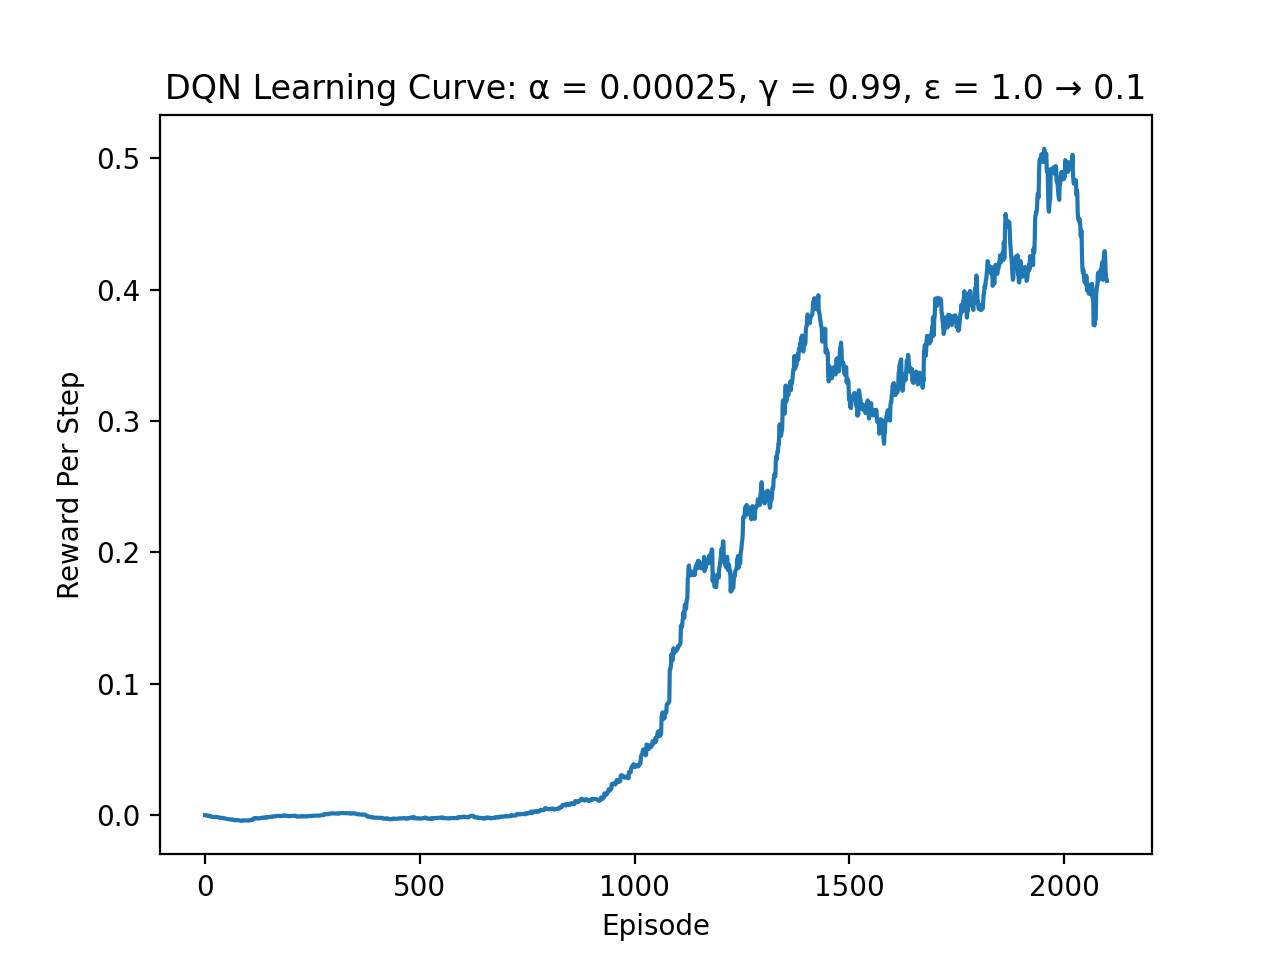 DQN Learning Curve: α = 0.00025, γ = 0.99, ε = 1.0 → 0.1
0.5
0.4
0.3
0.2
0.1
0.0
Reward Per Step
0 500 1000 1500 2000
Episode